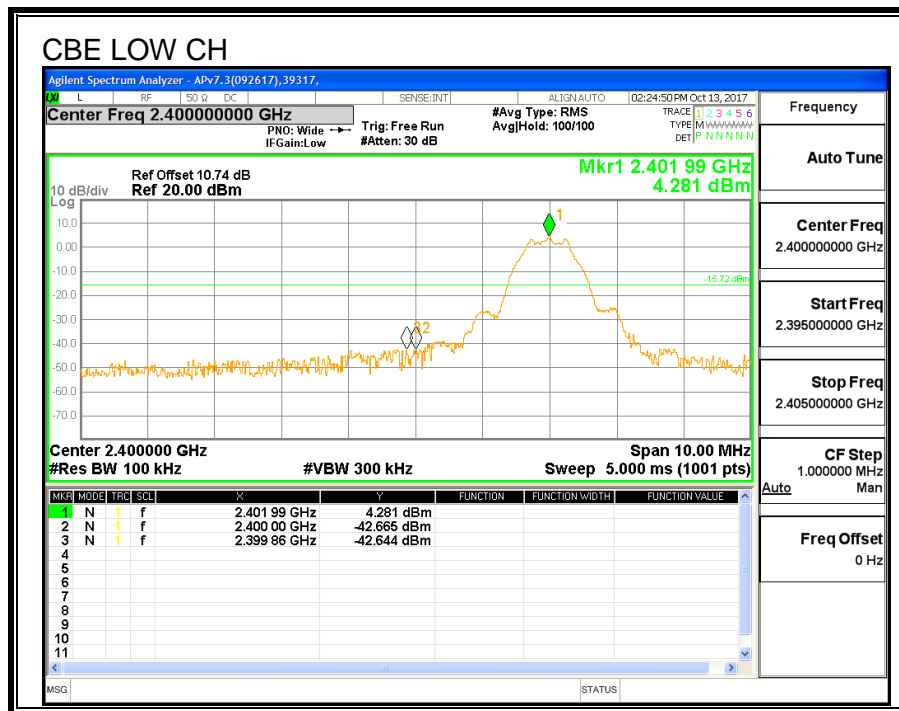 CBE LOW CH
Agilent Spectrum Analyzer - APv7.3(092617),39317,
LXI L RF 50 Ω DC SENSE:INT ALIGN AUTO 02:24:50 PM Oct 13, 2017
Center Freq 2.400000000 GHz
PNO: Wide
IFGain:Low
Trig: Free Run
#Atten: 30 dB
#Avg Type: RMS
Avg|Hold: 100/100
TRACE 1 2 3 4 5 6
TYPE M WWWWW
DET P N N N N N
Mkr1 2.401 99 GHz
4.281 dBm
Ref Offset 10.74 dB
10 dB/div Ref 20.00 dBm
Log
10.0
0.00
-10.0
-20.0
-30.0
-40.0
-50.0
-60.0
-70.0
1
-15.72 dBm
2
Center 2.400000 GHz Span 10.00 MHz
#Res BW 100 kHz #VBW 300 kHz Sweep 5.000 ms (1001 pts)
MKR MODE TRC SCL X Y FUNCTION FUNCTION WIDTH FUNCTION VALUE
1 N 1 f 2.401 99 GHz 4.281 dBm
2 N 1 f 2.400 00 GHz -42.665 dBm
3 N 1 f 2.399 86 GHz -42.644 dBm
4
5
6
7
8
9
10
11
MSG STATUS
Frequency
Auto Tune
Center Freq
2.400000000 GHz
Start Freq
2.395000000 GHz
Stop Freq
2.405000000 GHz
CF Step
1.000000 MHz
Auto Man
Freq Offset
0 Hz